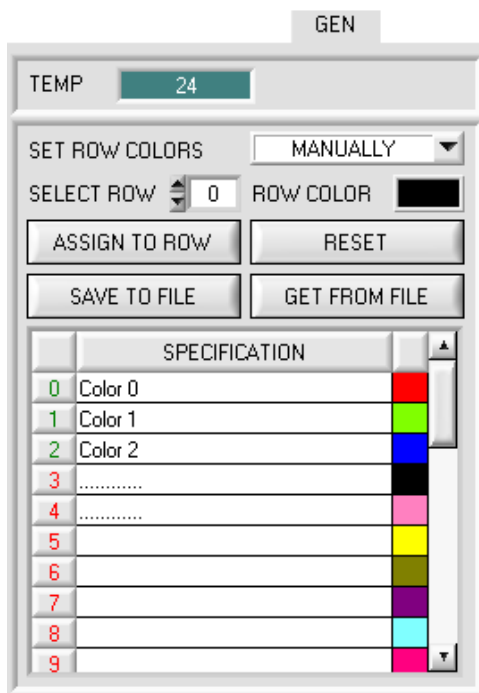 GEN
TEMP 24
SET ROW COLORS MANUALLY
SELECT ROW 0 ROW COLOR
ASSIGN TO ROW RESET
SAVE TO FILE GET FROM FILE
SPECIFICATION
0 Color 0
1 Color 1
2 Color 2
3 ............
4 ............
5
6
7
8
9